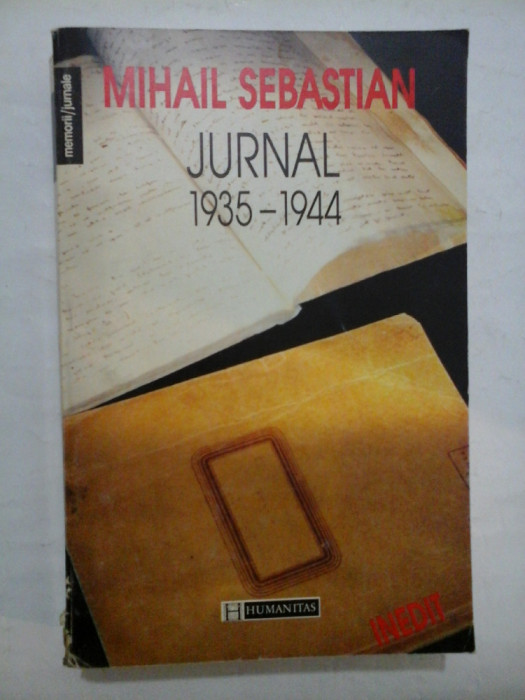 memorii/jurnale
MIHAIL SEBASTIAN
JURNAL
1935-1944
H HUMANITAS
INEDIT